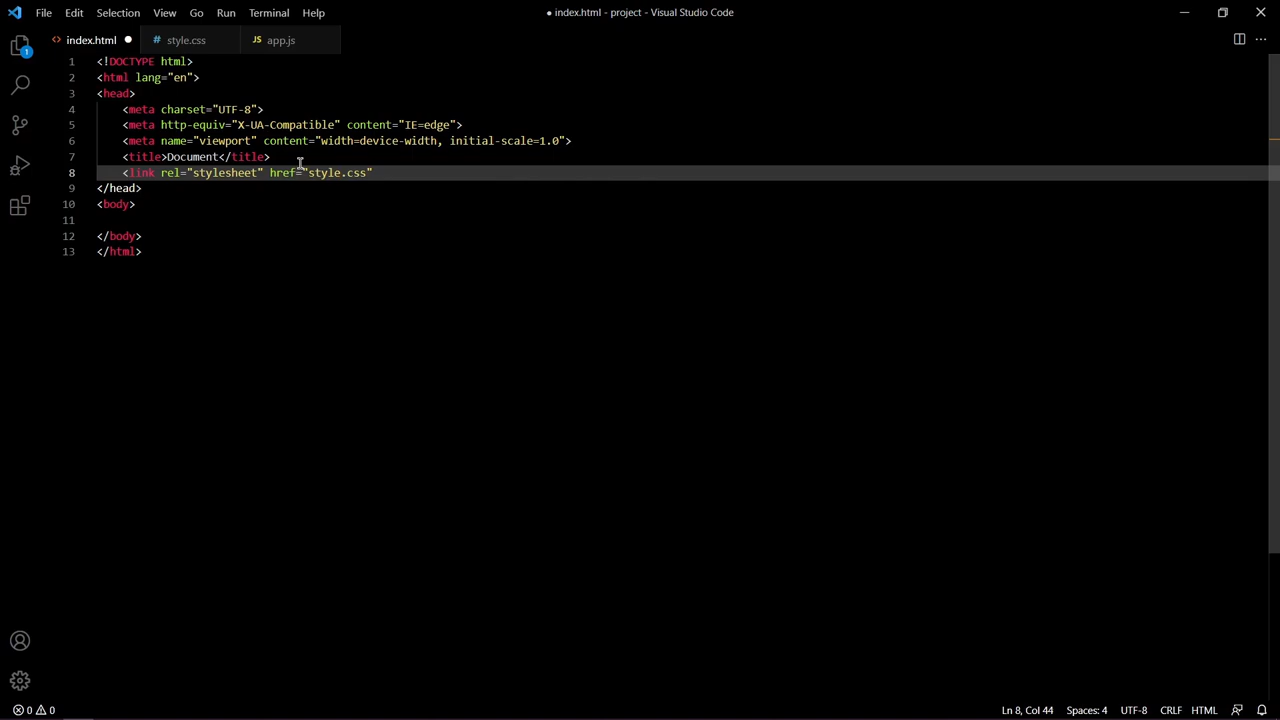 File Edit Selection View Go Run Terminal Help
● index.html - project - Visual Studio Code
<> index.html ● # style.css JS app.js
1
1 <!DOCTYPE html>
2 <html lang="en">
3 <head>
4     <meta charset="UTF-8">
5     <meta http-equiv="X-UA-Compatible" content="IE=edge">
6     <meta name="viewport" content="width=device-width, initial-scale=1.0">
7     <title>Document</title>
8     <link rel="stylesheet" href="style.css"
9 </head>
10 <body>
11
12 </body>
13 </html>
0 0 Ln 8, Col 44 Spaces: 4 UTF-8 CRLF HTML